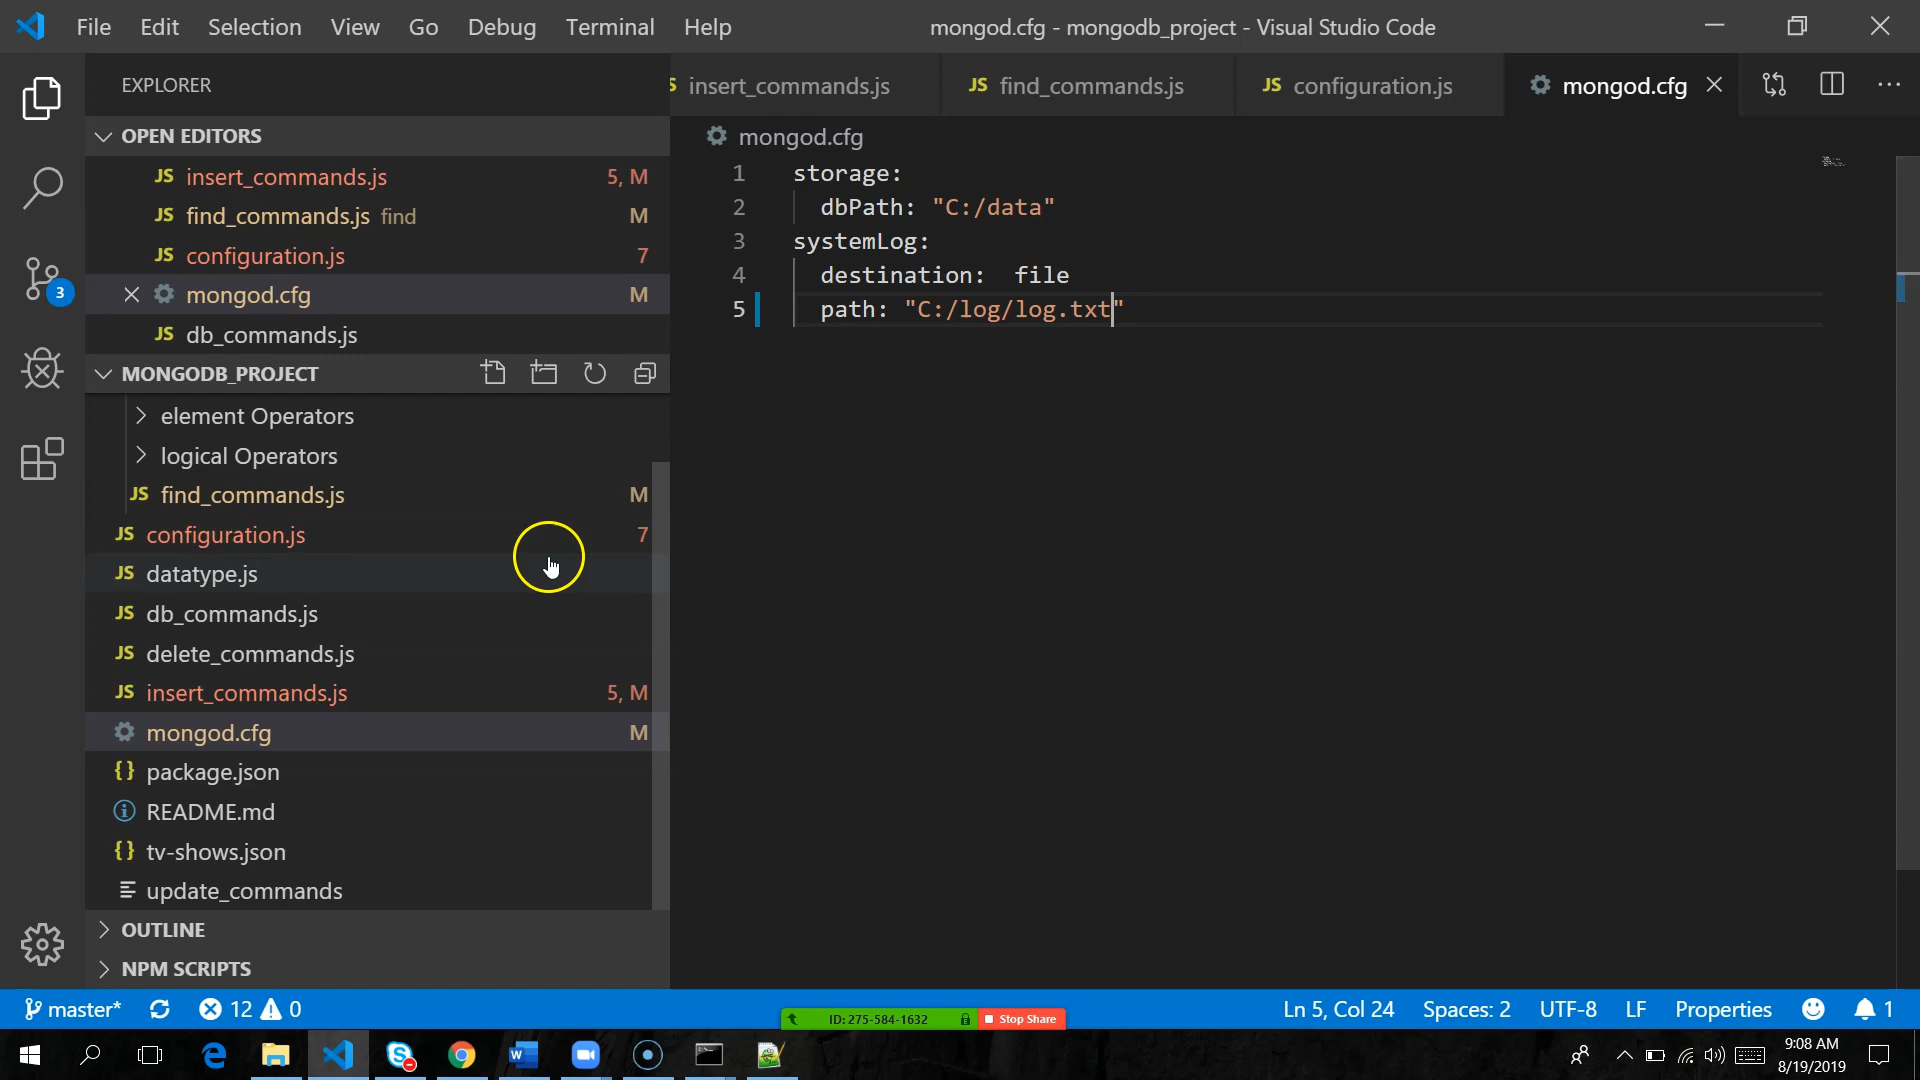 File Edit Selection View Go Debug Terminal Help
mongod.cfg - mongodb_project - Visual Studio Code
EXPLORER
OPEN EDITORS
JS insert_commands.js 5, M
JS find_commands.js find M
JS configuration.js 7
mongod.cfg M
JS db_commands.js
MONGODB_PROJECT
element Operators
logical Operators
JS find_commands.js M
JS configuration.js 7
JS datatype.js
JS db_commands.js
JS delete_commands.js
JS insert_commands.js 5, M
mongod.cfg M
{} package.json
README.md
{} tv-shows.json
update_commands
OUTLINE
NPM SCRIPTS
3
S insert_commands.js JS find_commands.js JS configuration.js mongod.cfg
mongod.cfg
1 storage:
2 dbPath: "C:/data"
3 systemLog:
4 destination:  file
5 path: "C:/log/log.txt"
master* 12 0
Ln 5, Col 24 Spaces: 2 UTF-8 LF Properties 1
ID: 275-584-1632 Stop Share
9:08 AM
8/19/2019